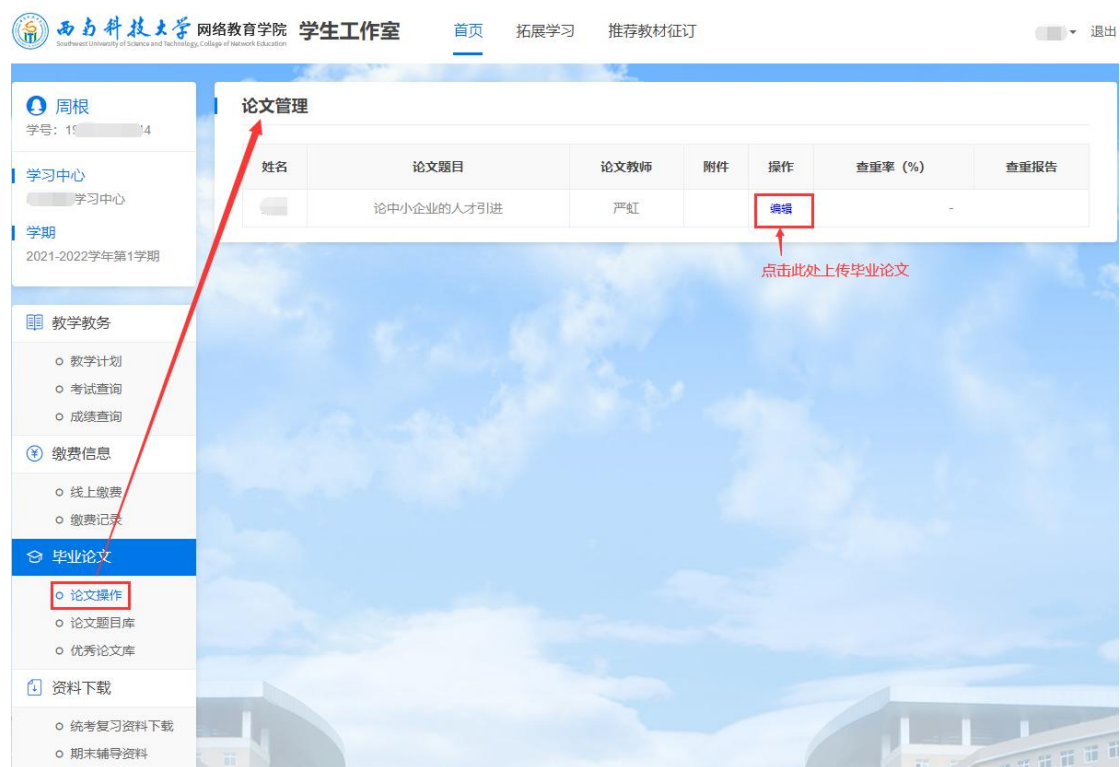 西南科技大学 网络教育学院 学生工作室 首页 拓展学习 推荐教材征订 退出
Southwest University of Science and Technology, College of Network Education
周根
学号：19 4
学习中心
学习中心
学期
2021-2022学年第1学期
教学教务
教学计划
考试查询
成绩查询
¥ 缴费信息
线上缴费
缴费记录
毕业论文
论文操作
论文题目库
优秀论文库
资料下载
统考复习资料下载
期末辅导资料
论文管理
姓名 论文题目 论文教师 附件 操作 查重率（%） 查重报告
论中小企业的人才引进 严虹 编辑 -
点击此处上传毕业论文